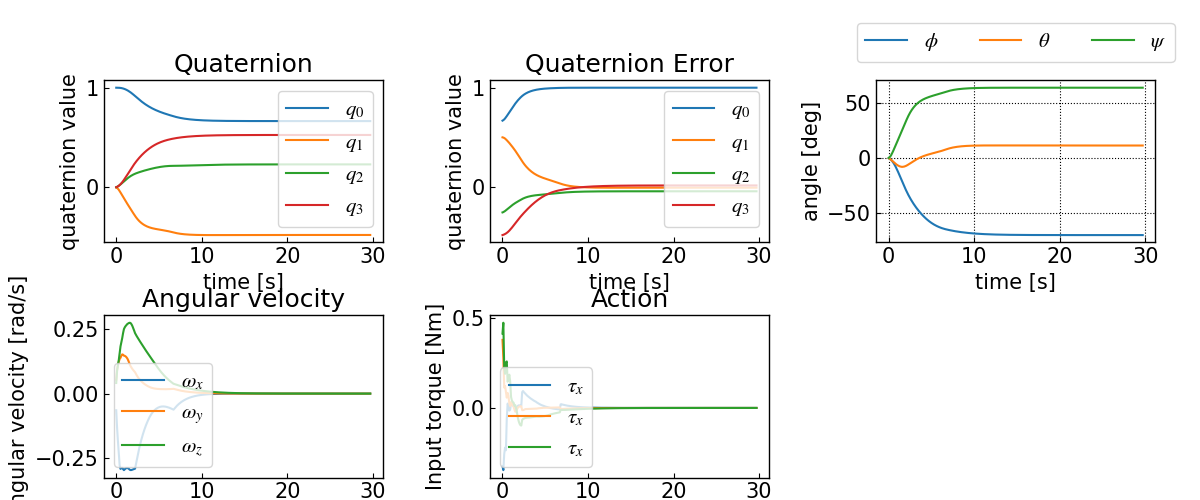 ϕ θ ψ
Quaternion
Quaternion Error
quaternion value
1
0
q0
q1
q2
q3
0 10 20 30
time [s]
quaternion value
1
0
q0
q1
q2
q3
0 10 20 30
time [s]
angle [deg]
50
0
−50
0 10 20 30
time [s]
Angular velocity
velocity [rad/s]
0.25
0.00
−0.25
ωx
ωy
ωz
0 10 20 30
Action
Input torque [Nm]
0.5
0.0
τx
τx
τx
0 10 20 30